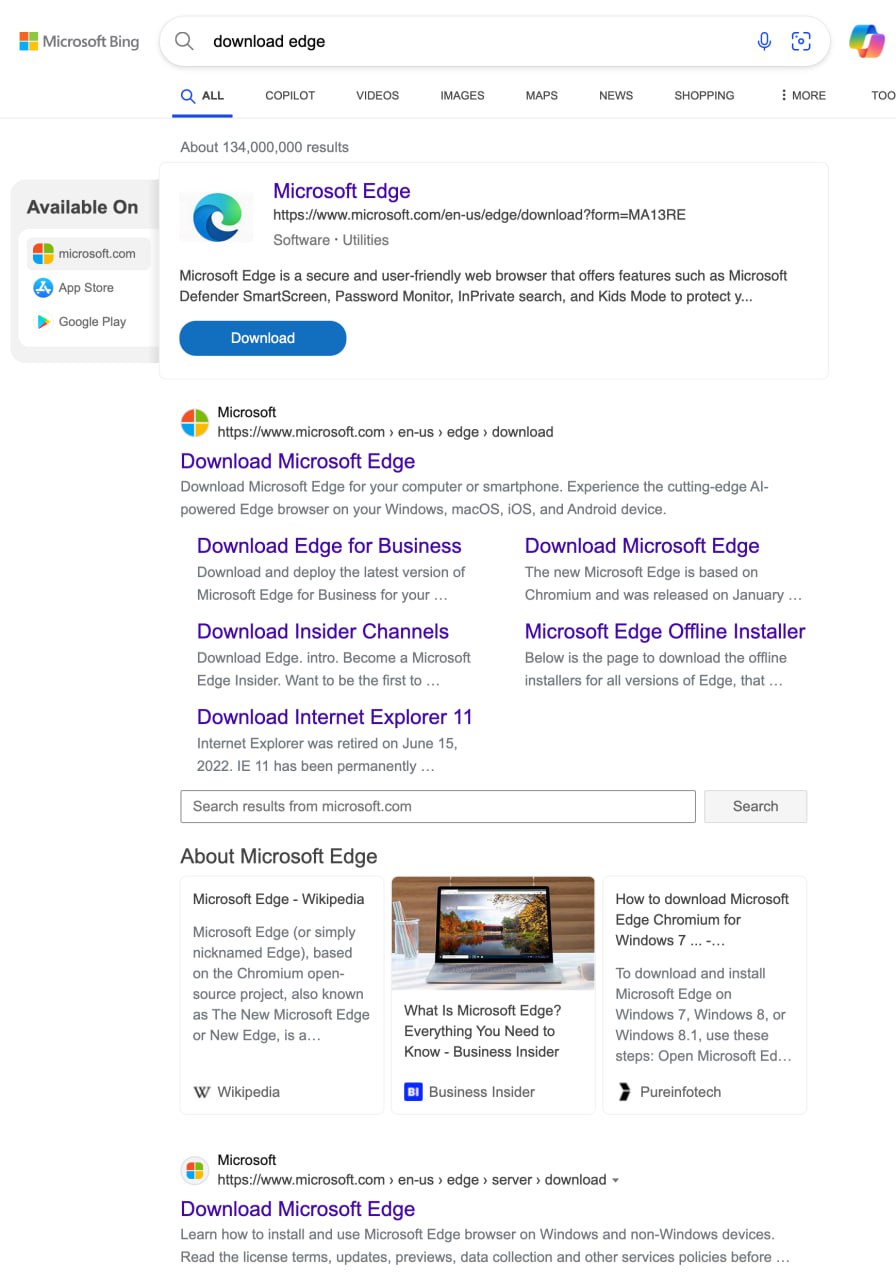 Microsoft Bing
download edge
ALL COPILOT VIDEOS IMAGES MAPS NEWS SHOPPING MORE TOO
About 134,000,000 results
Available On
microsoft.com
App Store
Google Play
Microsoft Edge
https://www.microsoft.com/en-us/edge/download?form=MA13RE
Software · Utilities
Microsoft Edge is a secure and user-friendly web browser that offers features such as Microsoft
Defender SmartScreen, Password Monitor, InPrivate search, and Kids Mode to protect y...
Download
Microsoft
https://www.microsoft.com › en-us › edge › download
Download Microsoft Edge
Download Microsoft Edge for your computer or smartphone. Experience the cutting-edge AI-
powered Edge browser on your Windows, macOS, iOS, and Android device.
Download Edge for Business
Download and deploy the latest version of
Microsoft Edge for Business for your …
Download Microsoft Edge
The new Microsoft Edge is based on
Chromium and was released on January …
Download Insider Channels
Download Edge. intro. Become a Microsoft
Edge Insider. Want to be the first to …
Microsoft Edge Offline Installer
Below is the page to download the offline
installers for all versions of Edge, that …
Download Internet Explorer 11
Internet Explorer was retired on June 15,
2022. IE 11 has been permanently …
Search results from microsoft.com
Search
About Microsoft Edge
Microsoft Edge - Wikipedia
Microsoft Edge (or simply
nicknamed Edge), based
on the Chromium open-
source project, also known
as The New Microsoft Edge
or New Edge, is a…
Wikipedia
What Is Microsoft Edge?
Everything You Need to
Know - Business Insider
BI Business Insider
How to download Microsoft
Edge Chromium for
Windows 7 ... -…
To download and install
Microsoft Edge on
Windows 7, Windows 8, or
Windows 8.1, use these
steps: Open Microsoft Ed…
Pureinfotech
Microsoft
https://www.microsoft.com › en-us › edge › server › download
Download Microsoft Edge
Learn how to install and use Microsoft Edge browser on Windows and non-Windows devices.
Read the license terms, updates, previews, data collection and other services policies before …